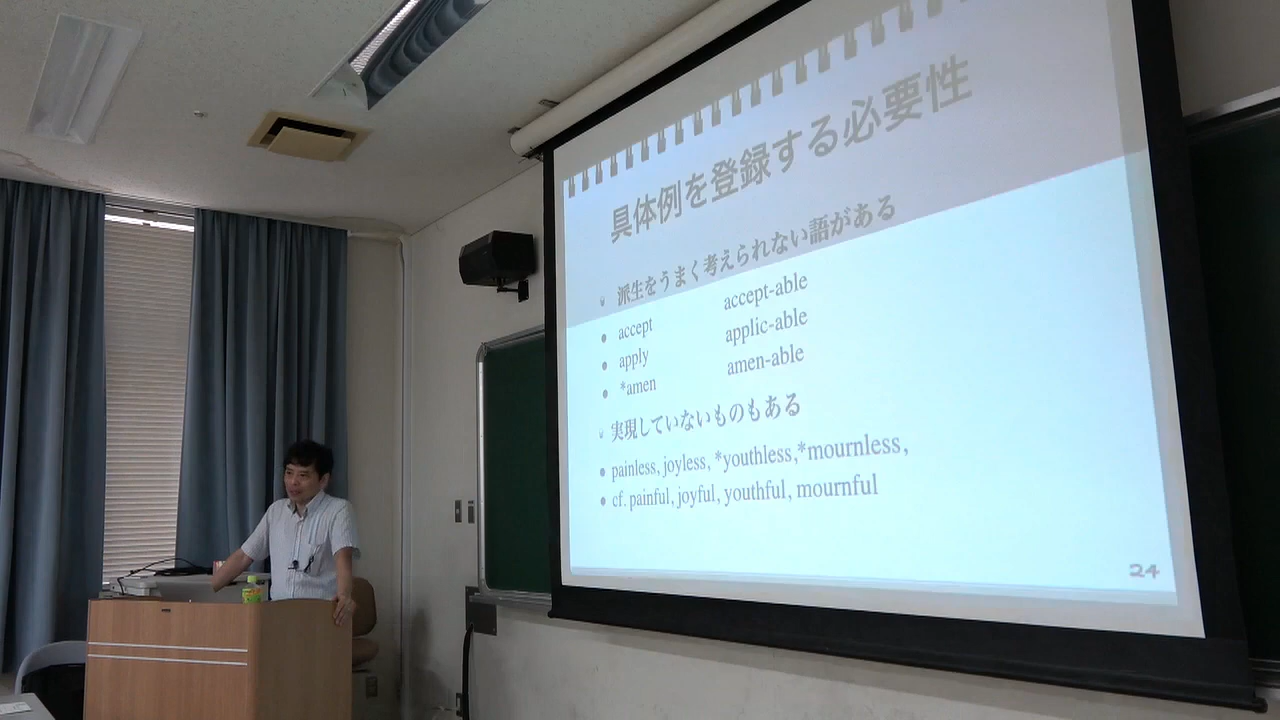 具体例を登録する必要性
派生をうまく考えられない語がある
accept accept-able
apply applic-able
*amen amen-able
実現していないものもある
painless, joyless, *youthless,*mournless,
cf. painful, joyful, youthful, mournful
24